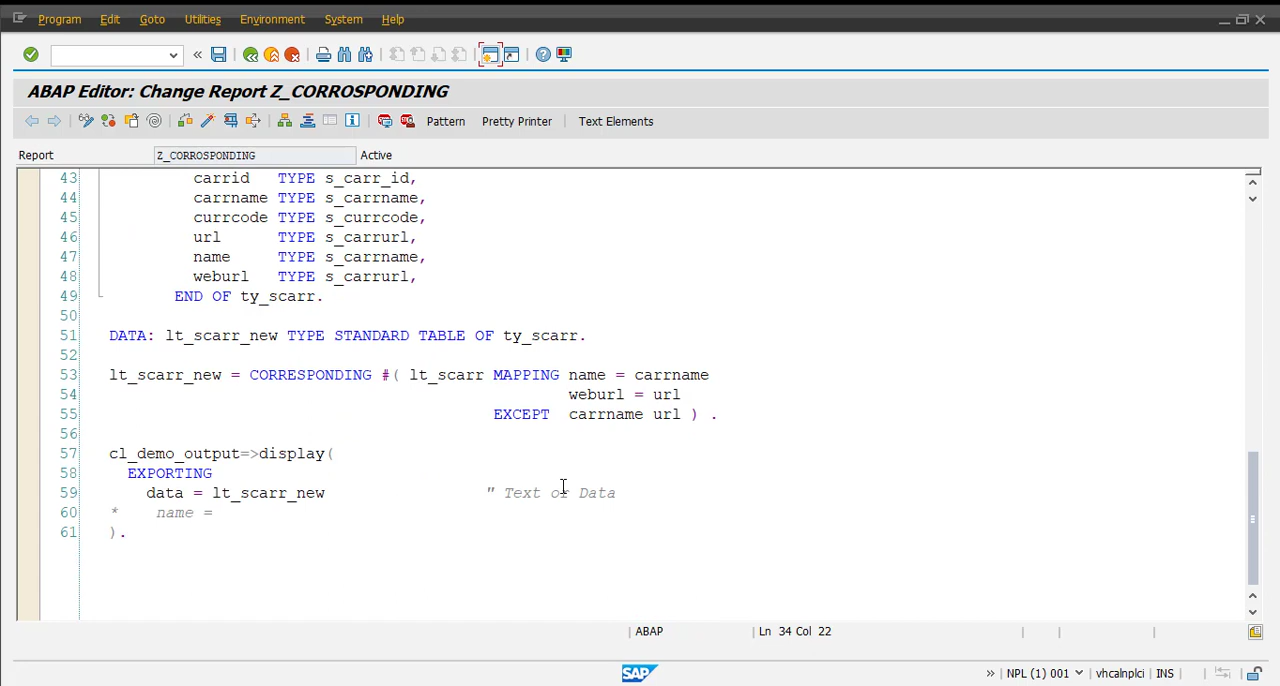 Program Edit Goto Utilities Environment System Help
«
ABAP Editor: Change Report Z_CORROSPONDING
Pattern Pretty Printer Text Elements
Report Z_CORROSPONDING Active
43 carrid TYPE s_carr_id,
44 carrname TYPE s_carrname,
45 currcode TYPE s_currcode,
46 url TYPE s_carrurl,
47 name TYPE s_carrname,
48 weburl TYPE s_carrurl,
49 END OF ty_scarr.
50
51 DATA: lt_scarr_new TYPE STANDARD TABLE OF ty_scarr.
52
53 lt_scarr_new = CORRESPONDING #( lt_scarr MAPPING name = carrname
54 weburl = url
55 EXCEPT carrname url ) .
56
57 cl_demo_output=>display(
58 EXPORTING
59 data = lt_scarr_new " Text or Data
60 * name =
61 ).
ABAP Ln 34 Col 22
SAP » NPL (1) 001 vhcalnplci INS